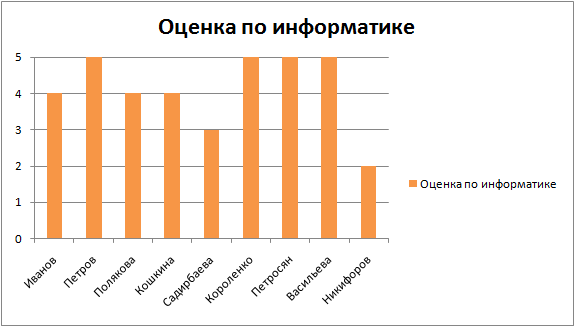 Оценка по информатике
5
4
3
2
1
0
Иванов
Петров
Полякова
Кошкина
Садирбаева
Короленко
Петросян
Васильева
Никифоров
Оценка по информатике